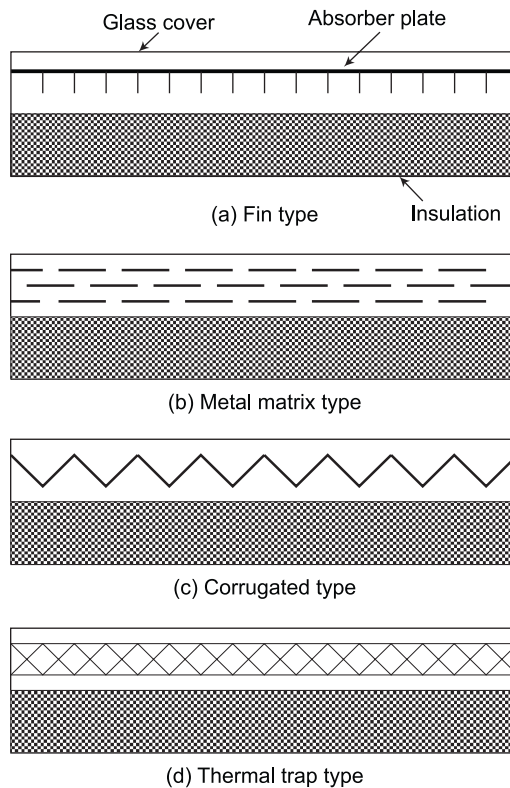 Glass cover
Absorber plate
(a) Fin type
Insulation
(b) Metal matrix type
(c) Corrugated type
(d) Thermal trap type